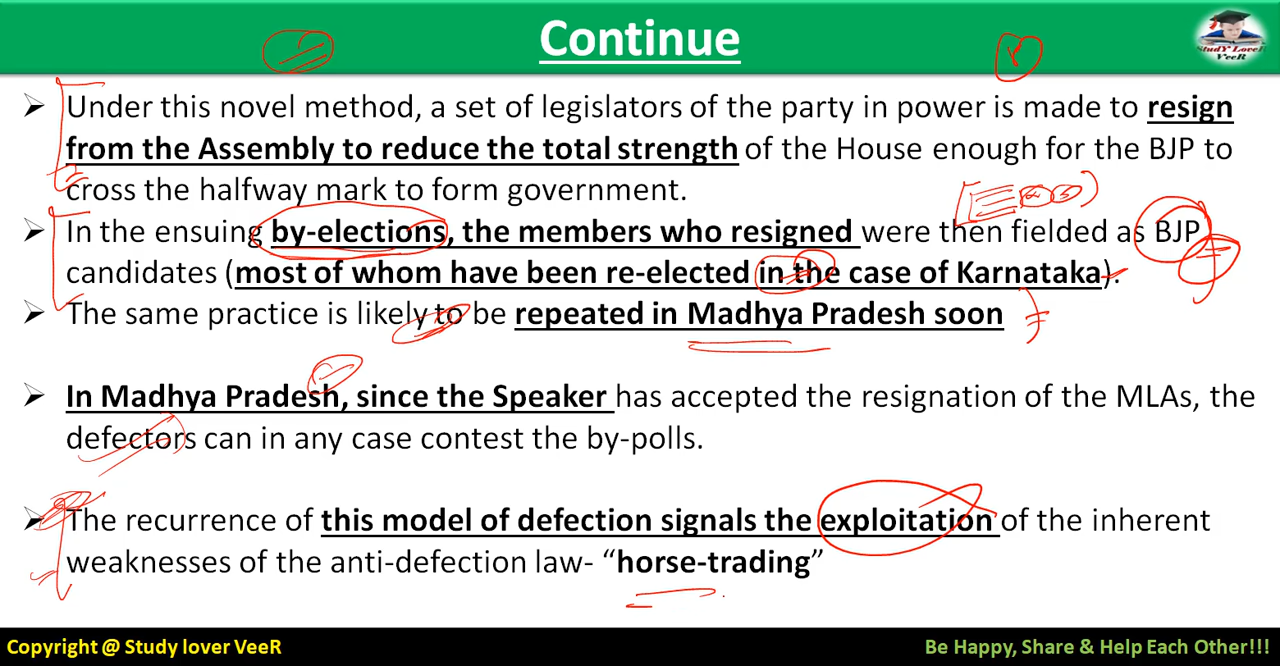 Continue
StudY LoveR
VeeR
Under this novel method, a set of legislators of the party in power is made to resign
from the Assembly to reduce the total strength of the House enough for the BJP to
cross the halfway mark to form government.
In the ensuing by-elections, the members who resigned were then fielded as BJP
candidates (most of whom have been re-elected in the case of Karnataka).
The same practice is likely to be repeated in Madhya Pradesh soon
In Madhya Pradesh, since the Speaker has accepted the resignation of the MLAs, the
defectors can in any case contest the by-polls.
The recurrence of this model of defection signals the exploitation of the inherent
weaknesses of the anti-defection law- “horse-trading”
Copyright @ Study lover VeeR
Be Happy, Share & Help Each Other!!!